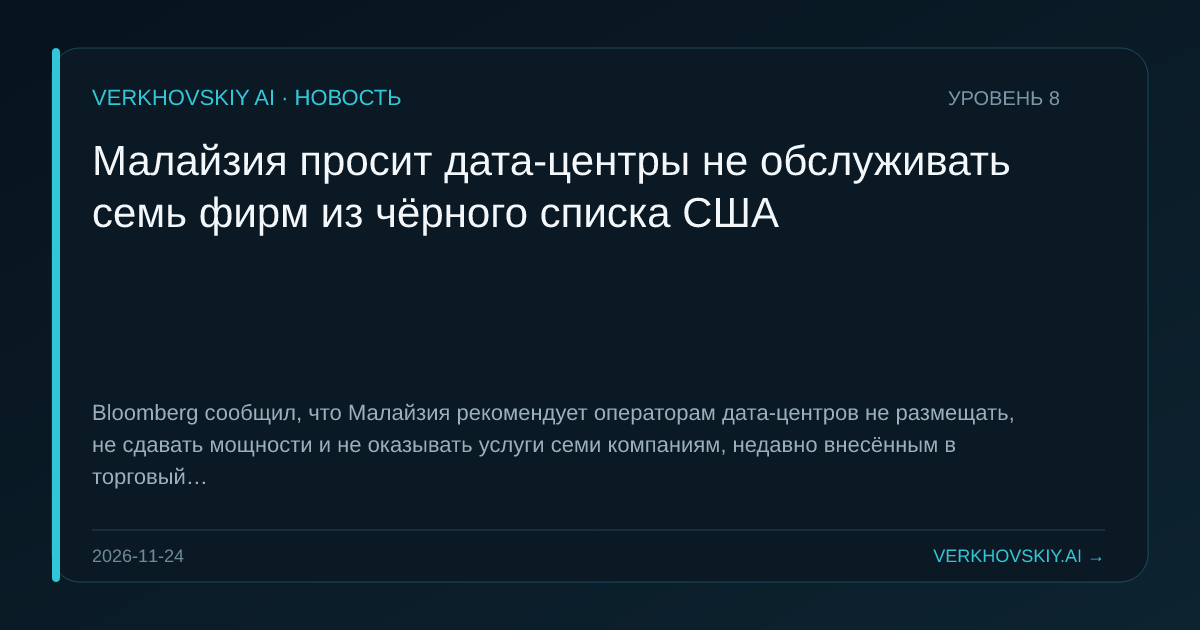 VERKHOVSKIY AI · НОВОСТЬ
УРОВЕНЬ 8
Малайзия просит дата-центры не обслуживать
семь фирм из чёрного списка США
Bloomberg сообщил, что Малайзия рекомендует операторам дата-центров не размещать,
не сдавать мощности и не оказывать услуги семи компаниям, недавно внесённым в
торговый…
2026-11-24
VERKHOVSKIY.AI →